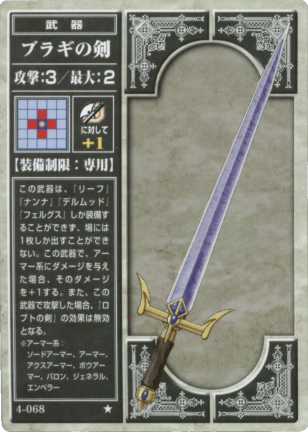 武器
ブラギの剣
攻撃:3／最大:2
に対して
+1
【装備制限：専用】
この武器は、『リーフ』
『ナンナ』『デルムッド』
『フェルグス』しか装備す
ることができず、場には
1枚しか出すことができ
ない。この武器で、アー
マー系にダメージを与え
た場合、そのダメージ
を+1する。また、この
武器で攻撃した場合、「ロ
プトの剣」の効果は無効
となる。
※アーマー系：
ソードアーマー、アーマー、
アクスアーマー、ボウアー
マー、バロン、ジェネラル、
エンペラー
4-068
★